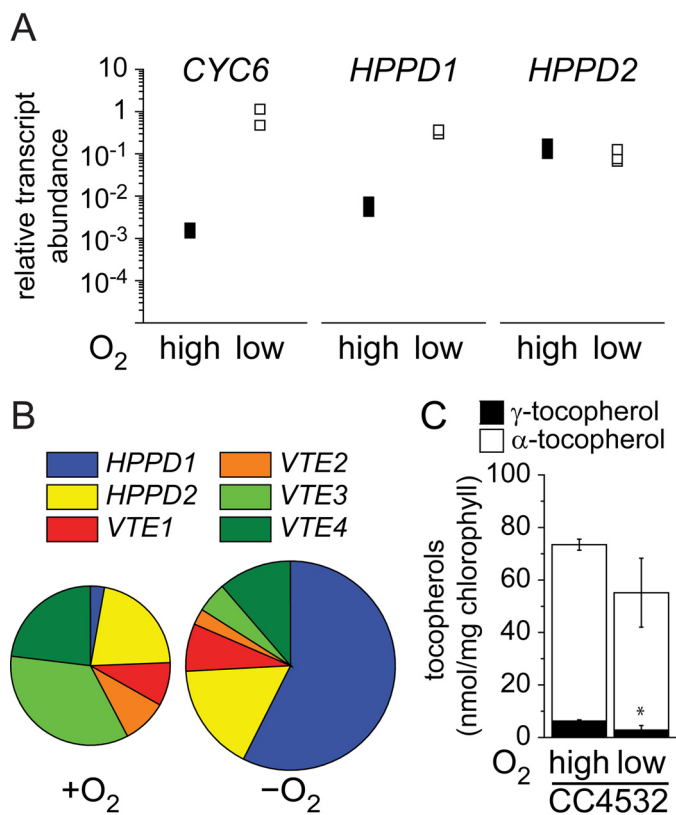 A
CYC6 HPPD1 HPPD2
relative transcript
abundance
10
1
10⁻¹
10⁻²
10⁻³
10⁻⁴
O₂ high low high low high low
B
HPPD1 VTE2
HPPD2 VTE3
VTE1 VTE4
+O₂ −O₂
C
γ-tocopherol
α-tocopherol
tocopherols
(nmol/mg chlorophyll)
100
80
60
40
20
0
*
O₂ high low
CC4532